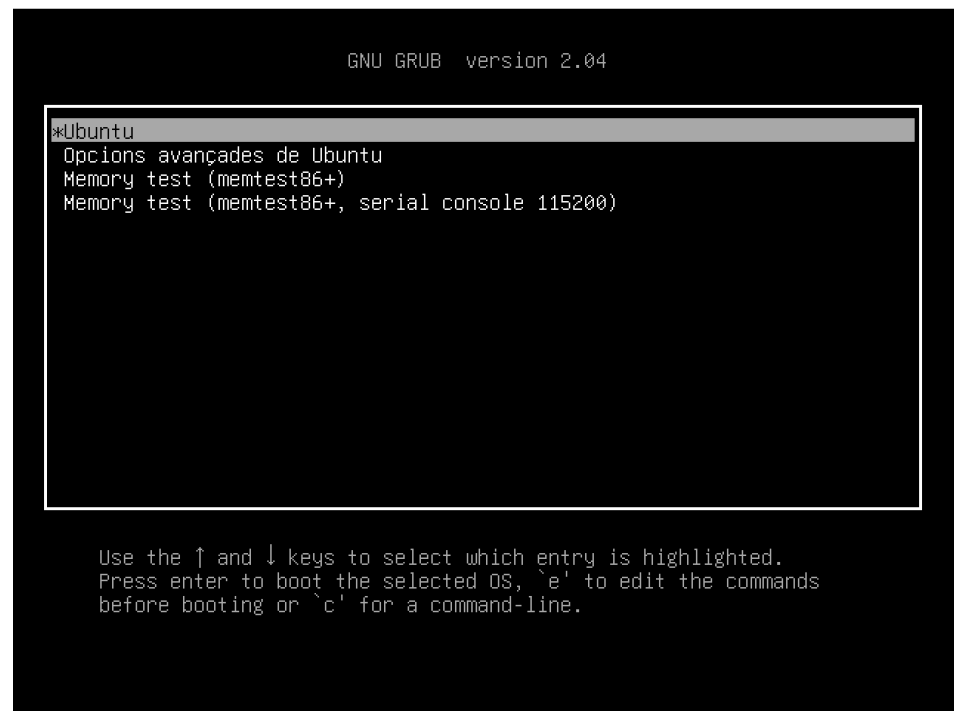 GNU GRUB  version 2.04
*Ubuntu
Opcions avançades de Ubuntu
Memory test (memtest86+)
Memory test (memtest86+, serial console 115200)
Use the ↑ and ↓ keys to select which entry is highlighted.
Press enter to boot the selected OS, `e' to edit the commands
before booting or `c' for a command-line.